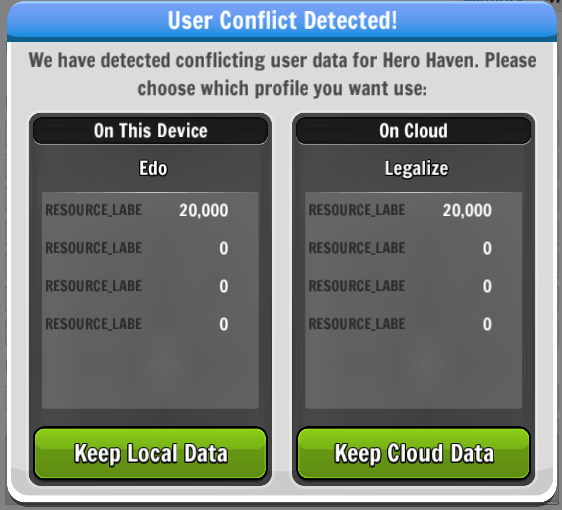 User Conflict Detected!
We have detected conflicting user data for Hero Haven. Please
choose which profile you want use:
On This Device
On Cloud
Edo
Legalize
RESOURCE_LABE 20,000
RESOURCE_LABE 0
RESOURCE_LABE 0
RESOURCE_LABE 0
RESOURCE_LABE 20,000
RESOURCE_LABE 0
RESOURCE_LABE 0
RESOURCE_LABE 0
Keep Local Data
Keep Cloud Data